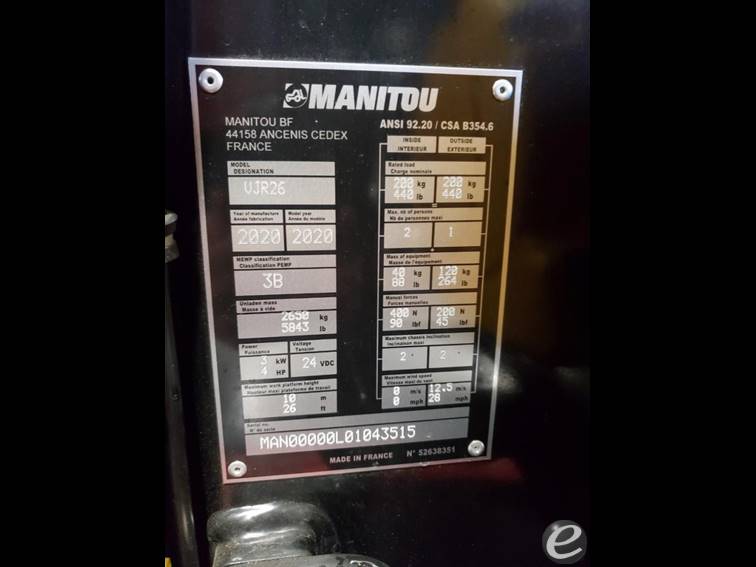 MANITOU
MANITOU BF
44158 ANCENIS CEDEX
FRANCE
ANSI 92.20 / CSA B354.6
INSIDE
INTERIEUR
OUTSIDE
EXTERIEUR
MODEL
DESIGNATION
VJR26
Year of manufacture
Année fabrication
2020
Model year
Année du modèle
2020
MEWP classification
Classification PEMP
3B
Unladen mass
Masse à vide
2650 kg
5843 lb
Power
Puissance
3 kW
4 HP
Voltage
Tension
24 VDC
Maximum work platform height
Hauteur maxi plateforme de travail
10 m
26 ft
Rated load
Charge nominale
200 kg 200 kg
440 lb 440 lb
Max. nb of persons
Nb de personnes maxi
2 1
Mass of equipment
Masse de l'équipement
40 kg 120 kg
88 lb 264 lb
Manual forces
Forces manuelles
400 N 200 N
90 lbf 45 lbf
Maximum chassis inclination
Inclinaison maxi
2 2
Maximum wind speed
Vitesse maxi du vent
0 m/s 12.5 m/s
0 mph 28 mph
Serial no.
N° de série
MAN00000L01043515
MADE IN FRANCE
N° 52638351
e